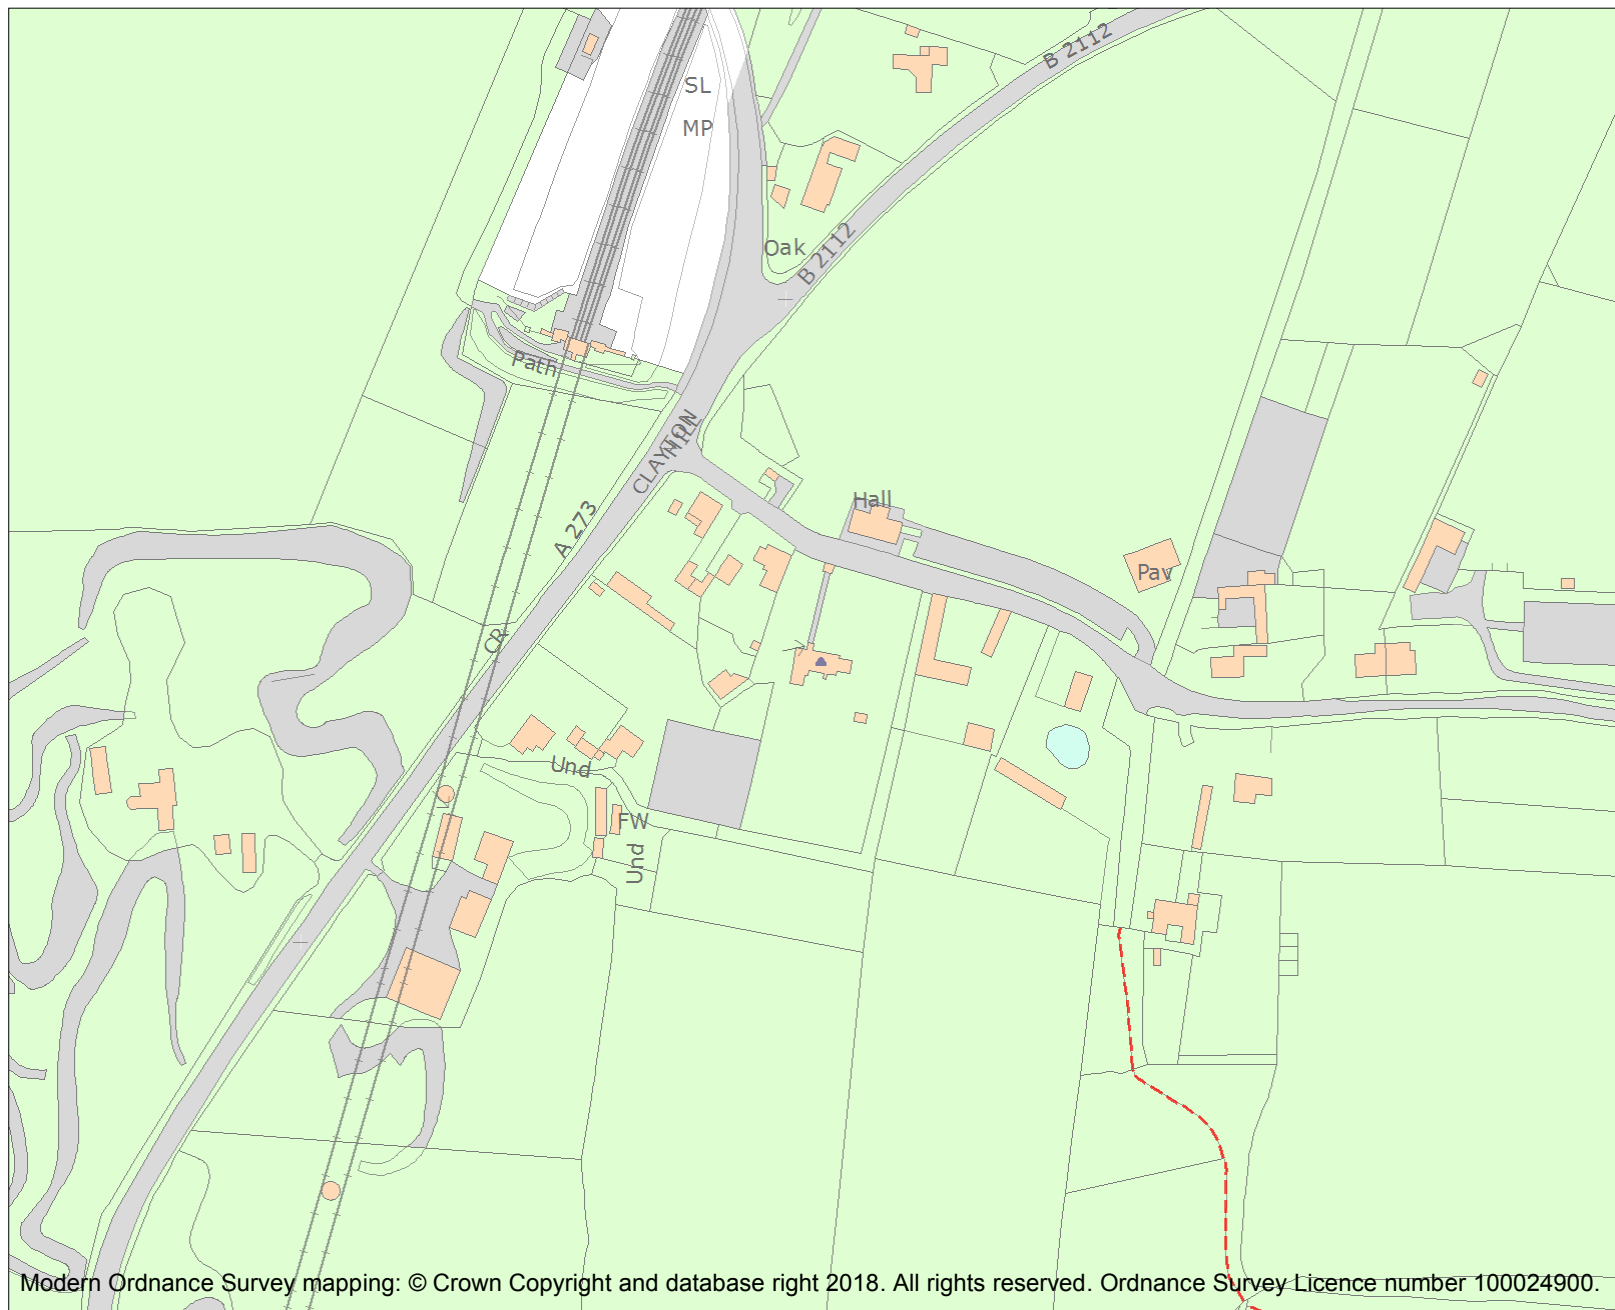 B 2112
SL
MP
Oak
B 2112
Path
CLAYTON
HILL
Hall
A 273
Pav
CR
Und
FW
Und
Modern Ordnance Survey mapping: © Crown Copyright and database right 2018. All rights reserved. Ordnance Survey Licence number 100024900.